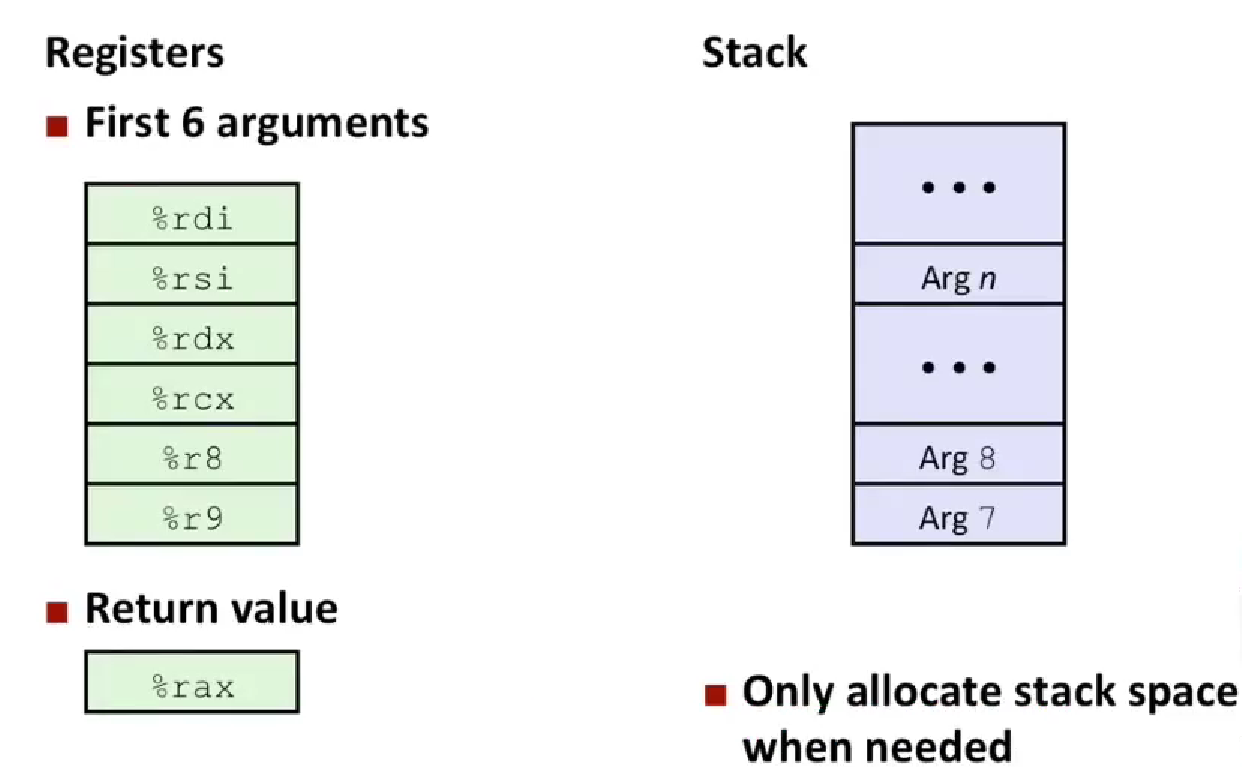 Registers
First 6 arguments
%rdi
%rsi
%rdx
%rcx
%r8
%r9
Return value
%rax
Stack
• • •
Arg n
• • •
Arg 8
Arg 7
Only allocate stack space
when needed